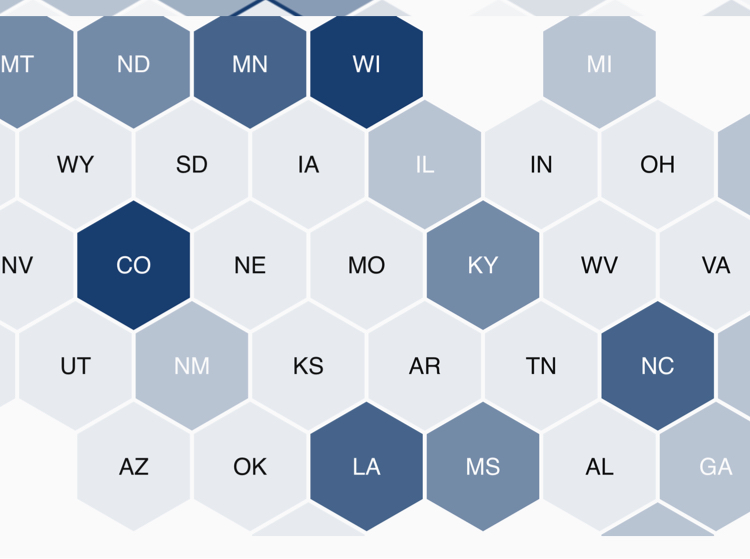 MT ND MN WI MI
WY SD IA IL IN OH
NV CO NE MO KY WV VA
UT NM KS AR TN NC
AZ OK LA MS AL GA